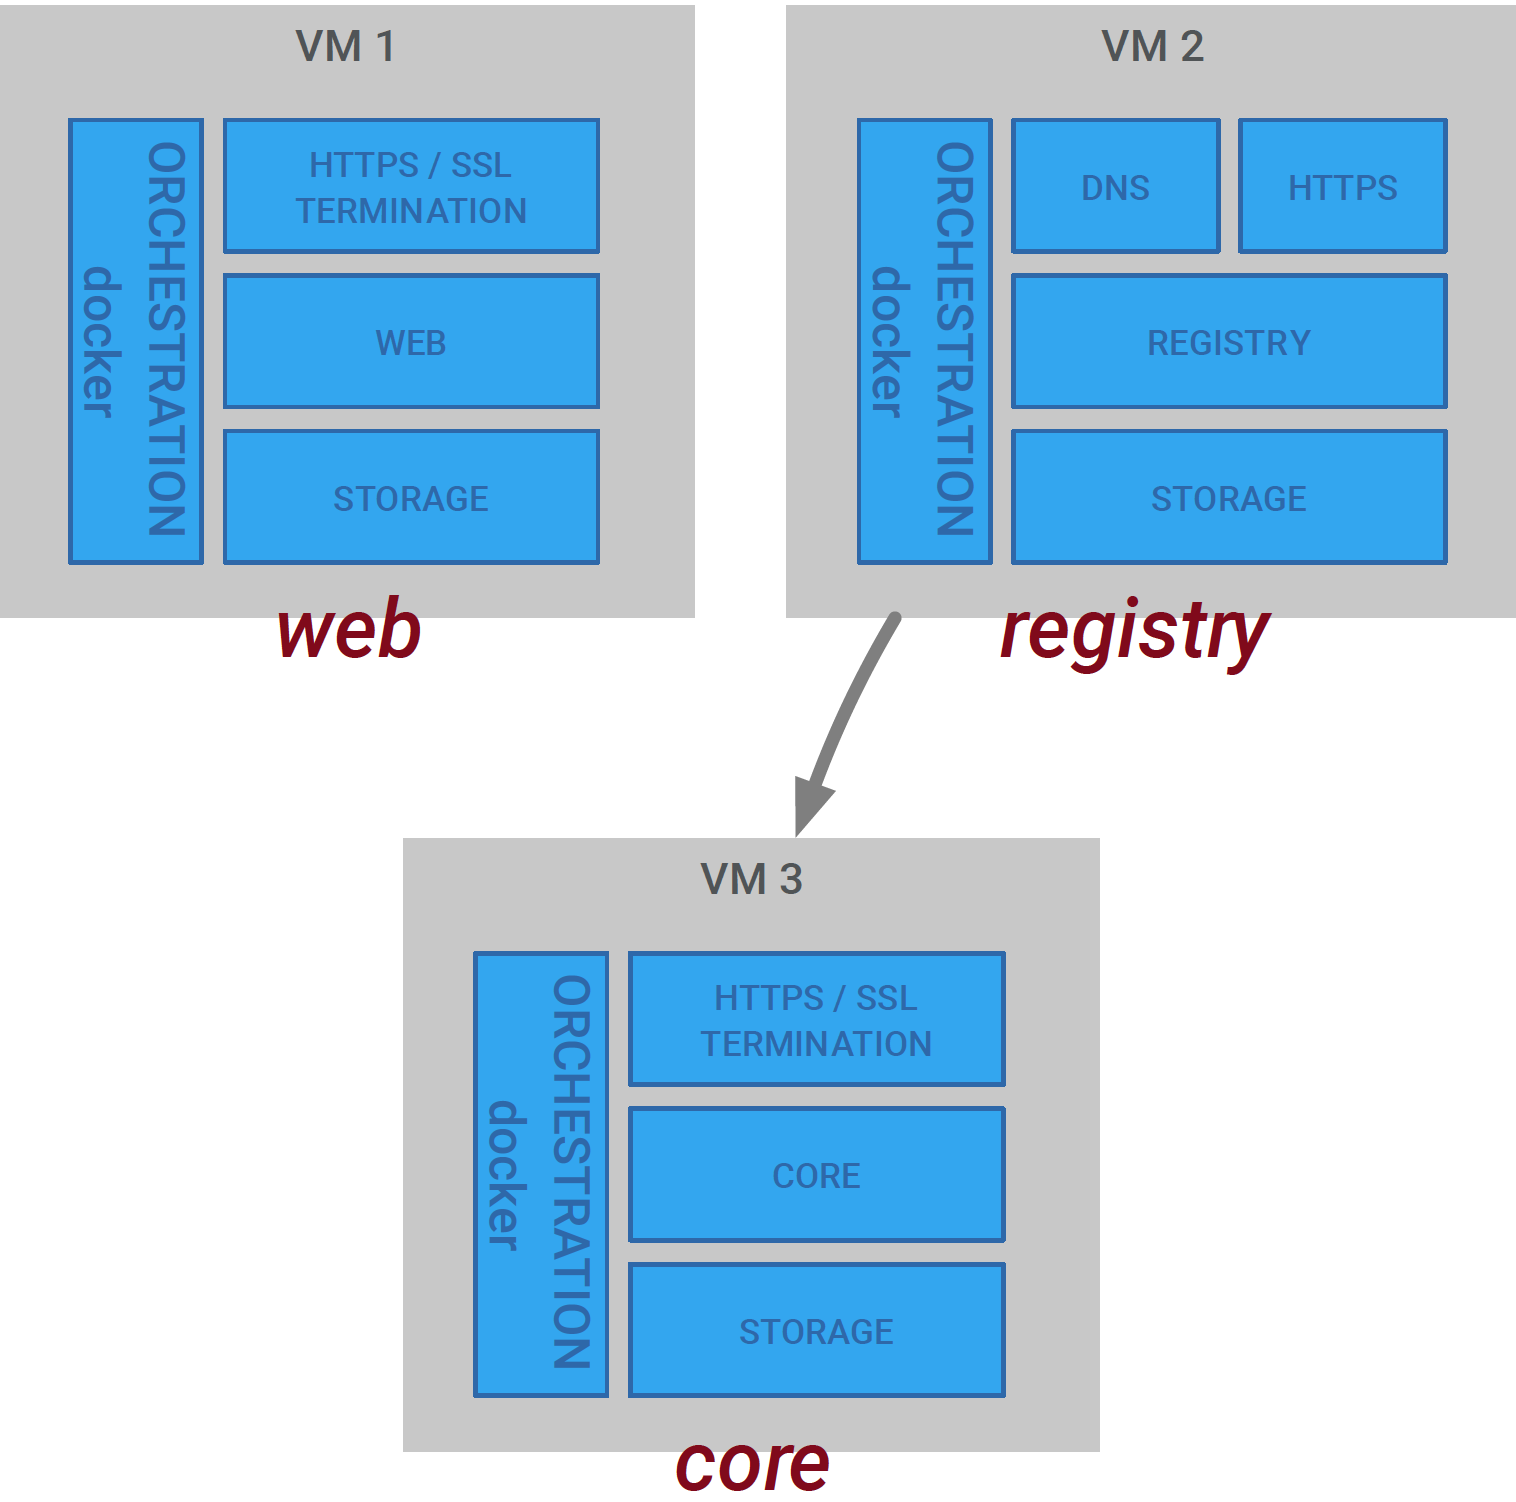 VM 1
ORCHESTRATION
docker
HTTPS / SSL
TERMINATION
WEB
STORAGE
web
VM 2
ORCHESTRATION
docker
DNS
HTTPS
REGISTRY
STORAGE
registry
VM 3
ORCHESTRATION
docker
HTTPS / SSL
TERMINATION
CORE
STORAGE
core